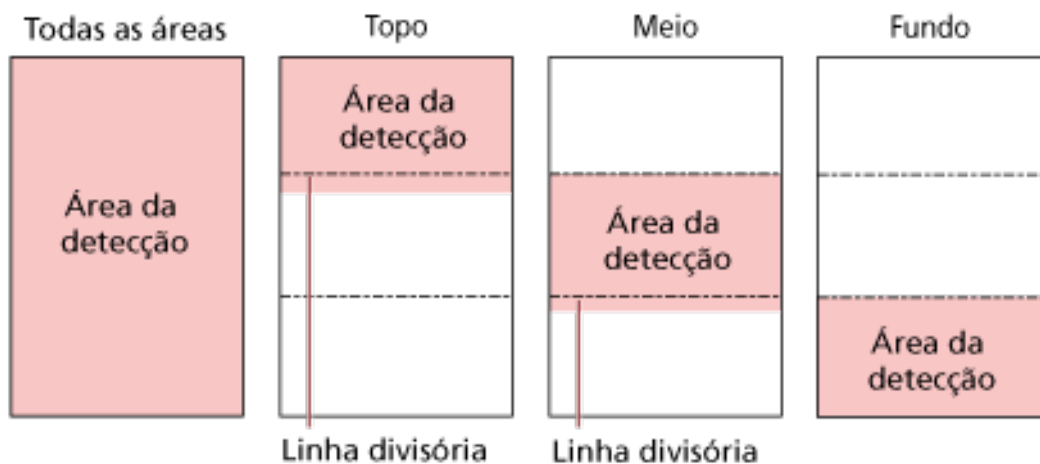 Todas as áreas
Topo
Meio
Fundo
Área da
detecção
Área da
detecção
Área da
detecção
Área da
detecção
Linha divisória
Linha divisória